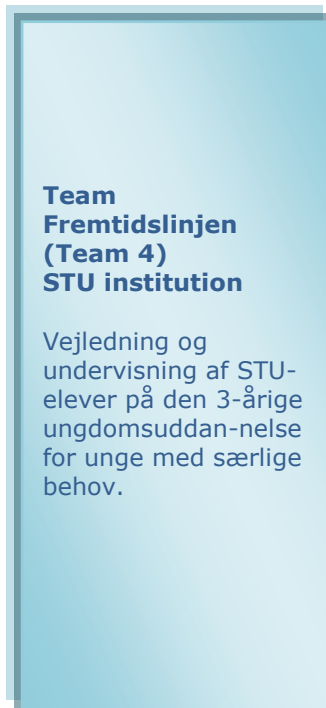 Team
Fremtidslinjen
(Team 4)
STU institution
Vejledning og
undervisning af STU-
elever på den 3-årige
ungdomsuddan-nelse
for unge med særlige
behov.